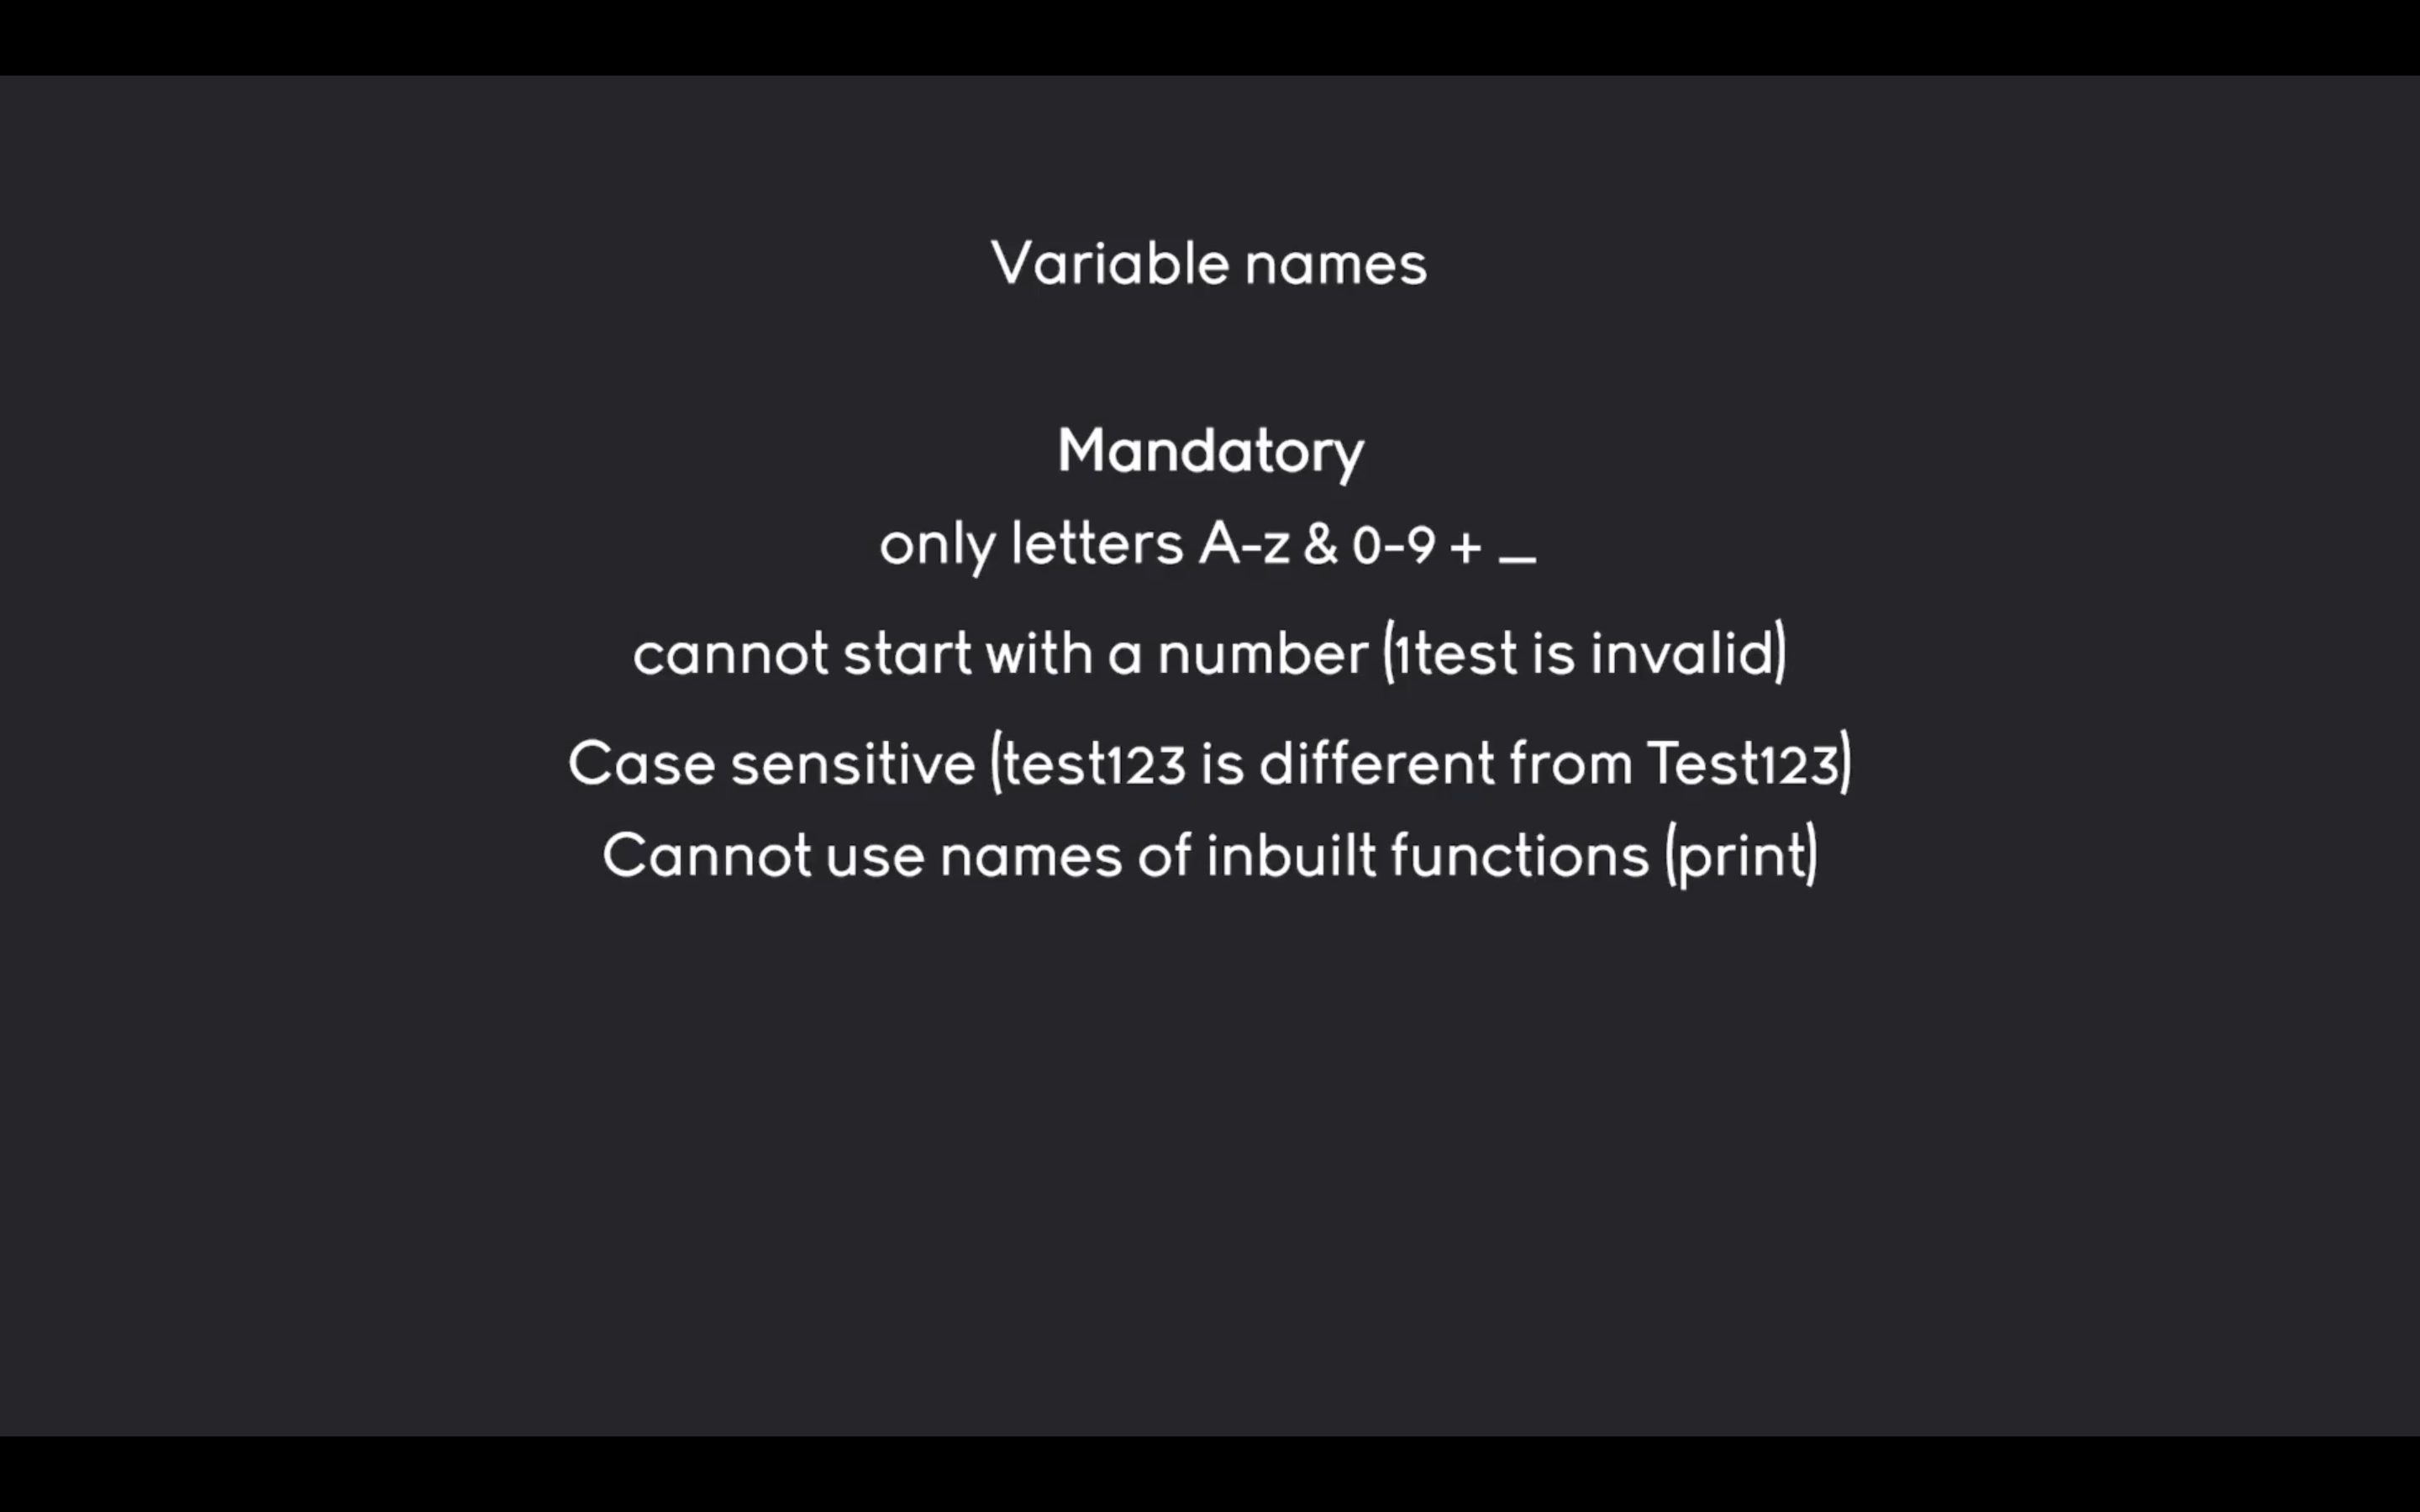 Variable names
Mandatory
only letters A-z & 0-9 + _
cannot start with a number (1test is invalid)
Case sensitive (test123 is different from Test123)
Cannot use names of inbuilt functions (print)